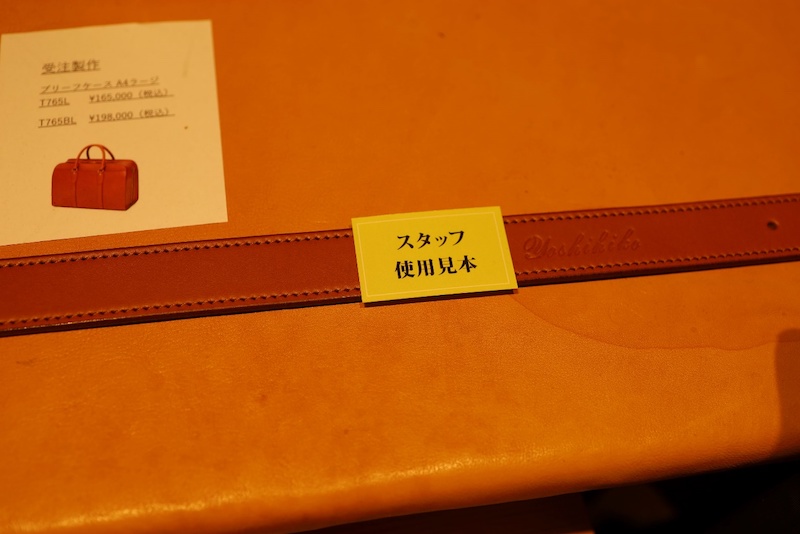 受注製作
ブリーフケース A4ラージ
T765L ¥165,000（税込）
T765BL ¥198,000（税込）
スタッフ
使用見本
Yoshihiko